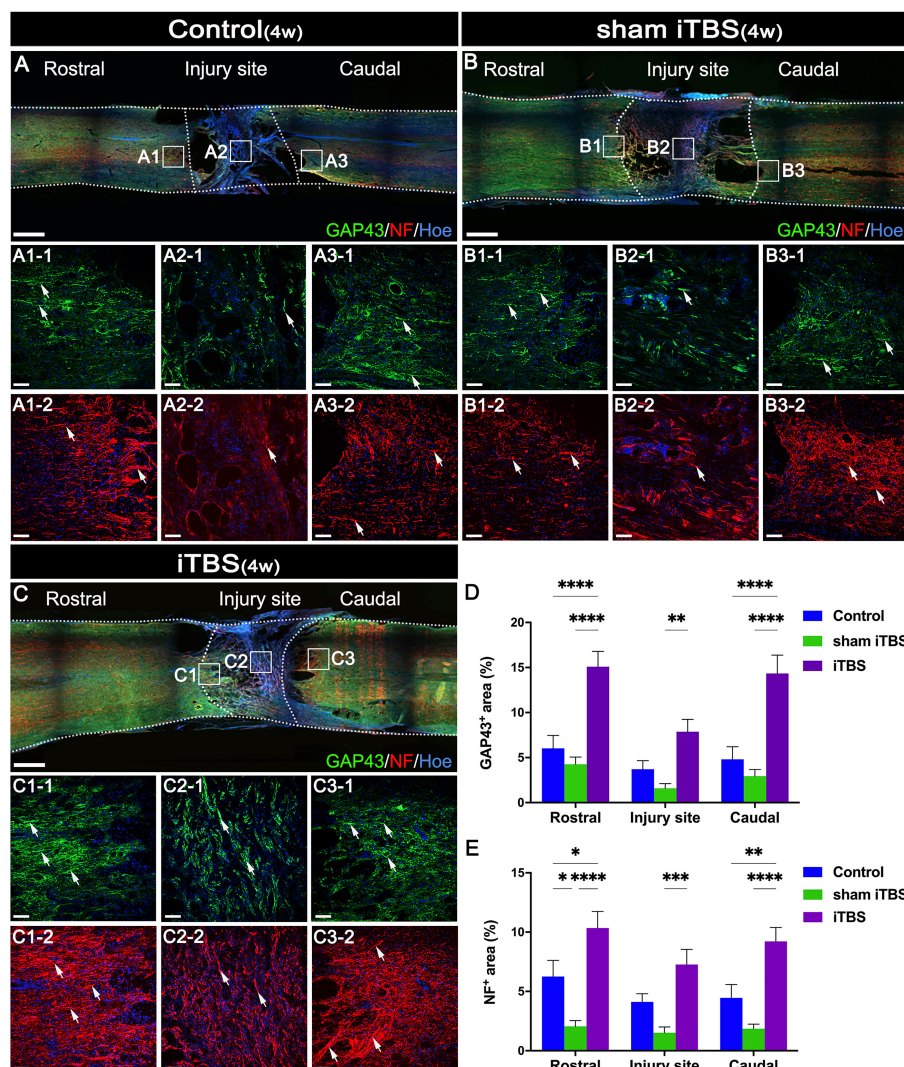 Control(4w)
sham iTBS(4w)
A
Rostral
Injury site
Caudal
A1
A2
A3
GAP43/NF/Hoe
B
Rostral
Injury site
Caudal
B1
B2
B3
GAP43/NF/Hoe
A1-1
A2-1
A3-1
B1-1
B2-1
B3-1
A1-2
A2-2
A3-2
B1-2
B2-2
B3-2
iTBS(4w)
C
Rostral
Injury site
Caudal
C1
C2
C3
GAP43/NF/Hoe
C1-1
C2-1
C3-1
C1-2
C2-2
C3-2
D
**** 
**** 
** 
**** 
**** 
Control
sham iTBS
iTBS
GAP43+ area (%)
20
15
10
5
0
Rostral
Injury site
Caudal
E
*
* ****
***
**
****
Control
sham iTBS
iTBS
NF+ area (%)
15
10
5
0
Rostral
Injury site
Caudal